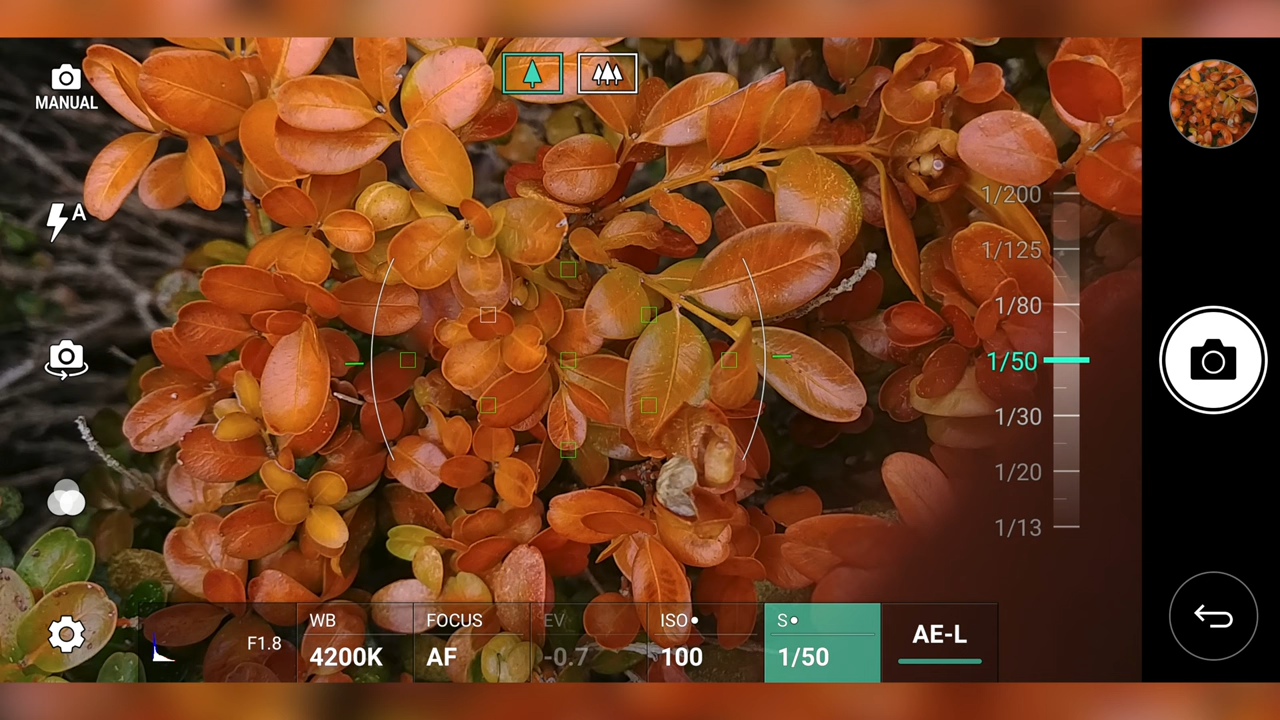 MANUAL
A
1/200
1/125
1/80
1/50
1/30
1/20
1/13
F1.8
WB
4200K
FOCUS
AF
EV
-0.7
ISO•
100
S•
1/50
AE-L